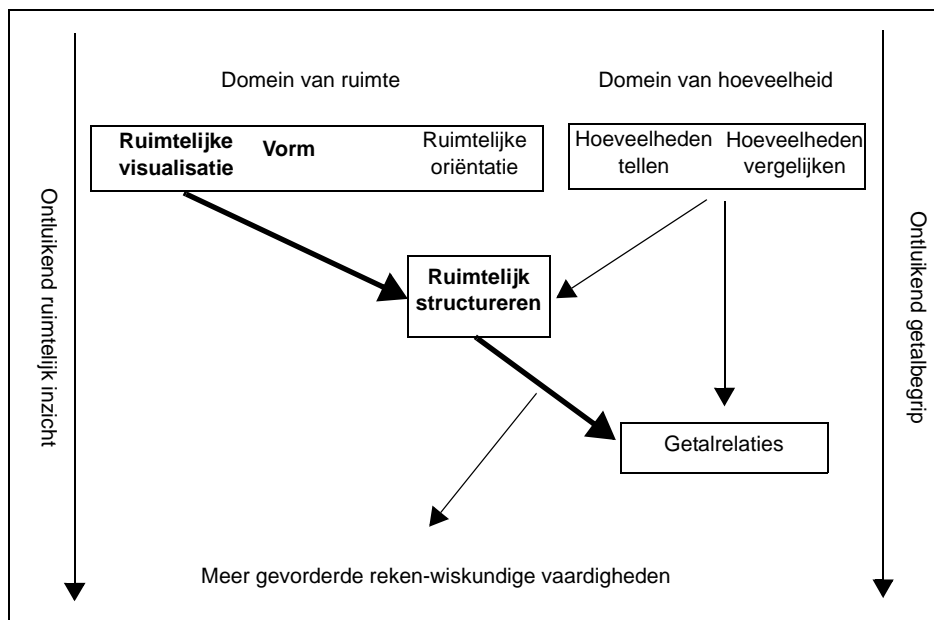 Domein van ruimte
Domein van hoeveelheid
Ruimtelijke
visualisatie
Vorm
Ruimtelijke
oriëntatie
Hoeveelheden
tellen
Hoeveelheden
vergelijken
Ontluikend ruimtelijk inzicht
Ontluikend getalbegrip
Ruimtelijk
structureren
Getalrelaties
Meer gevorderde reken-wiskundige vaardigheden